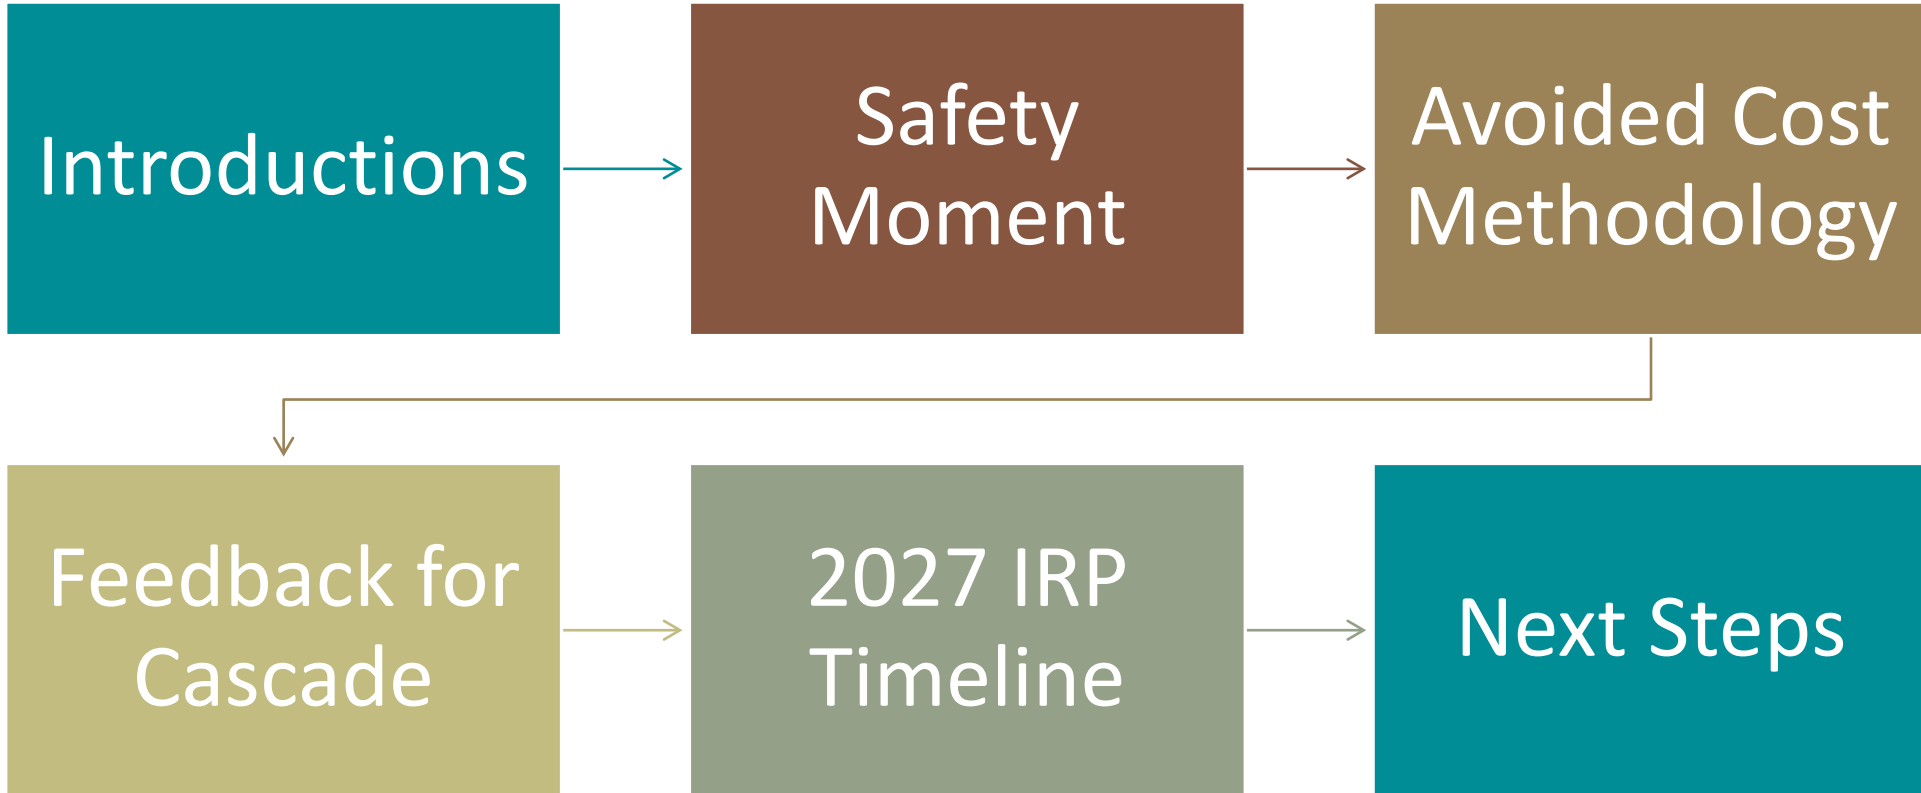 Introductions
Safety
Moment
Avoided Cost
Methodology
Feedback for
Cascade
2027 IRP
Timeline
Next Steps